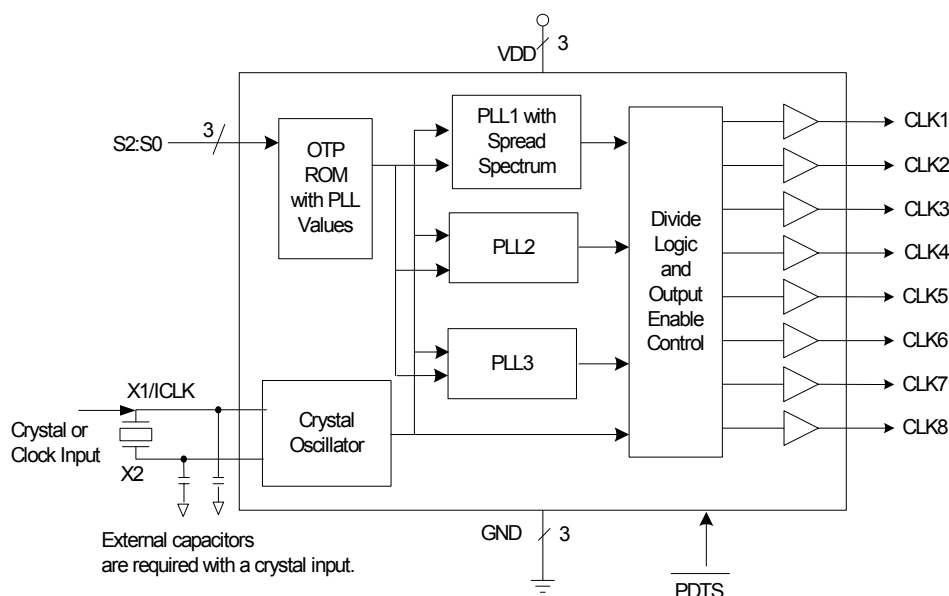 VDD
3
S2:S0
3
OTP
ROM
with PLL
Values
PLL1 with
Spread
Spectrum
PLL2
PLL3
Divide
Logic
and
Output
Enable
Control
CLK1
CLK2
CLK3
CLK4
CLK5
CLK6
CLK7
CLK8
X1/ICLK
Crystal or
Clock Input
X2
Crystal
Oscillator
External capacitors
are required with a crystal input.
GND
3
PDTS